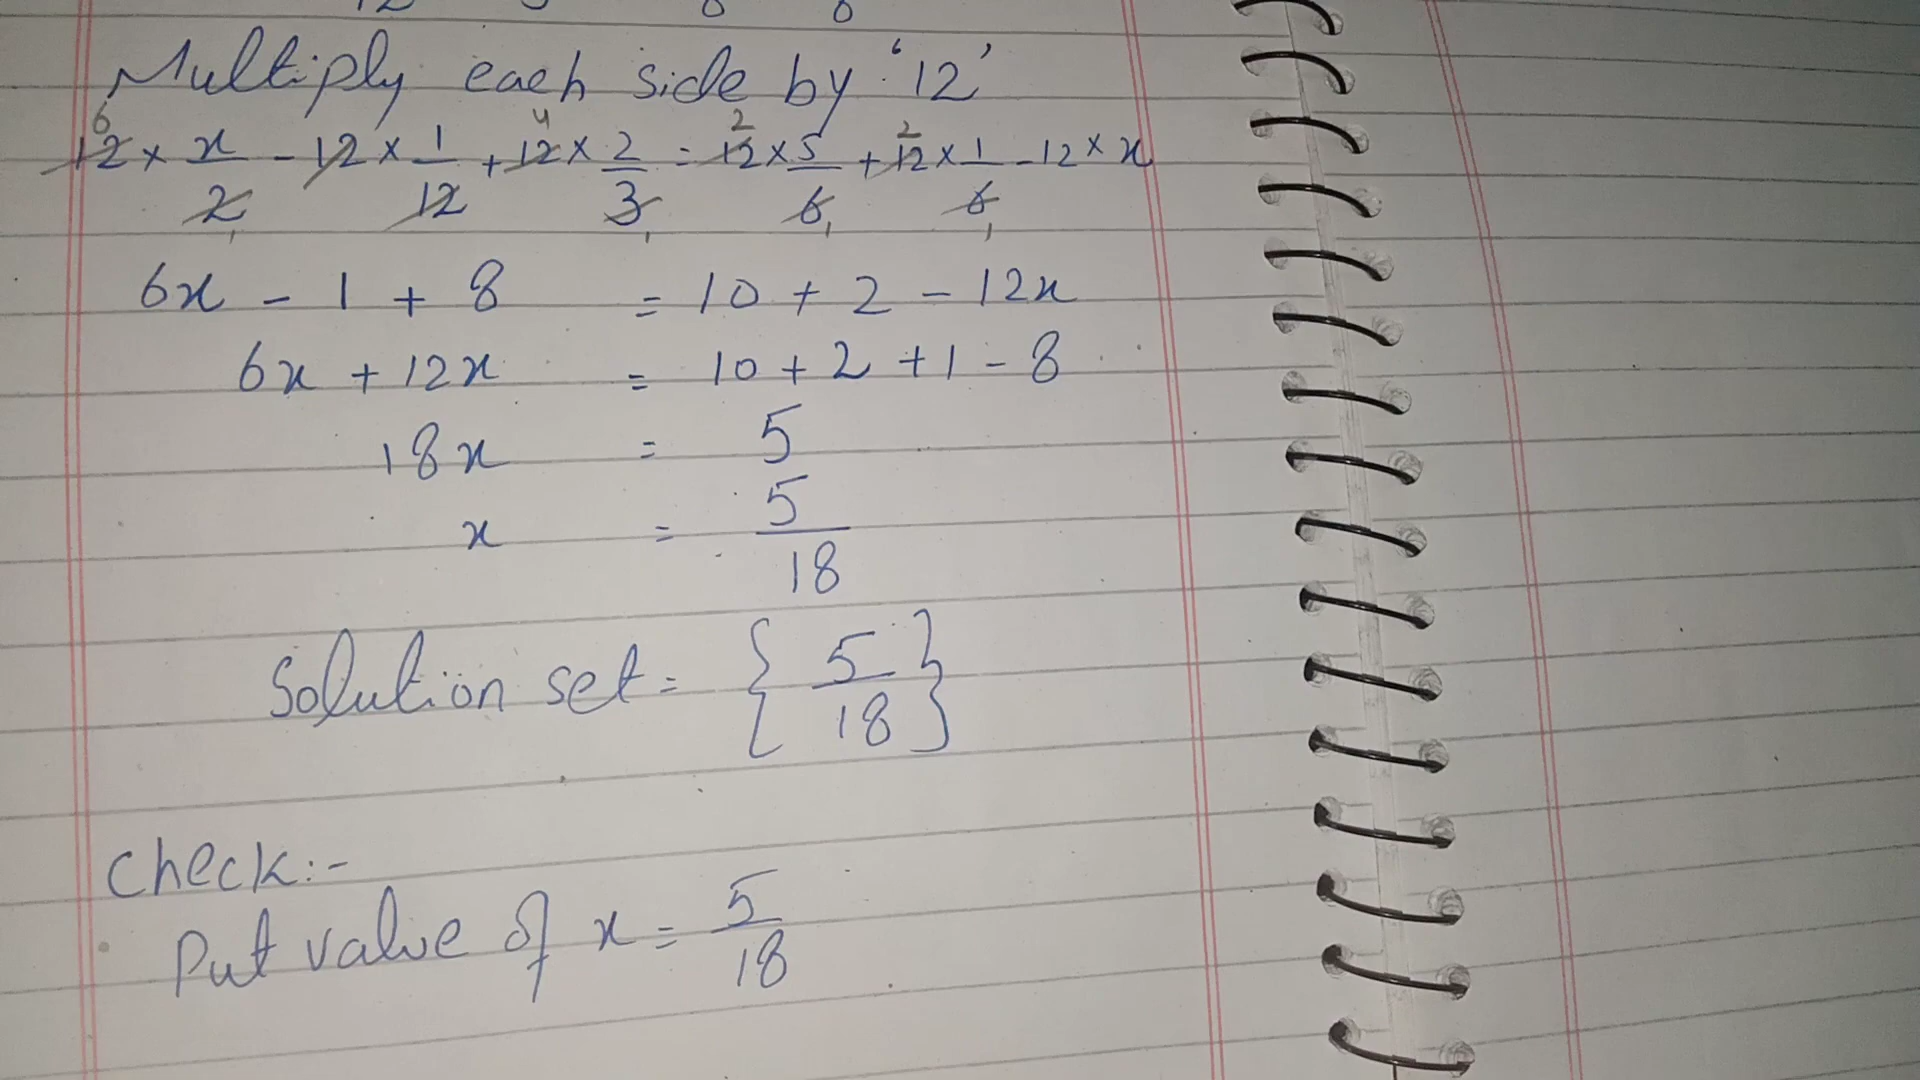 Multiply each side by '12'
12 × x/2 - 12 × 1/12 + 12 × 2/3 = 12 × 5/6 + 12 × 1/6 - 12 × x
6x - 1 + 8 = 10 + 2 - 12x
6x + 12x = 10 + 2 + 1 - 8
18x = 5
x = 5/18
Solution set = {5/18}
Check:-
Put value of x = 5/18